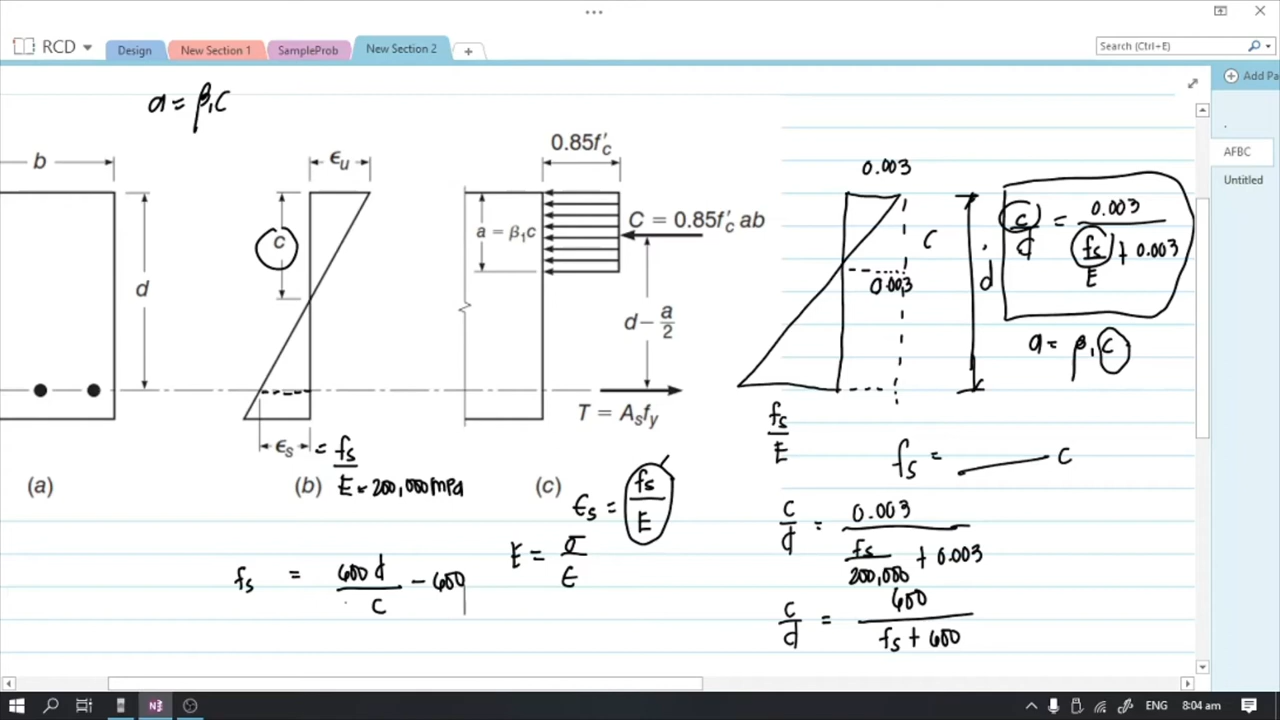 RCD
Design
New Section 1
SampleProb
New Section 2
+
Search (Ctrl+E)
Add Pa
AFBC
Untitled
a = β₁c
b
ϵu
0.85f′c
0.003
c/d = 0.003 / (fs/E + 0.003)
c
a = β₁c
C = 0.85f′c ab
c
d
d
d − a/2
0.003
a = β₁c
T = Asfy
fs/E
ϵs = fs / E = 200,000 mpa
fs = c
(a)
(b)
(c)
ϵs = fs/E
c/d = 0.003 / (fs/200,000 + 0.003)
E = σ/ϵ
fs = 600d/c − 600
c/d = 600 / (fs + 600)
ENG
8:04 am